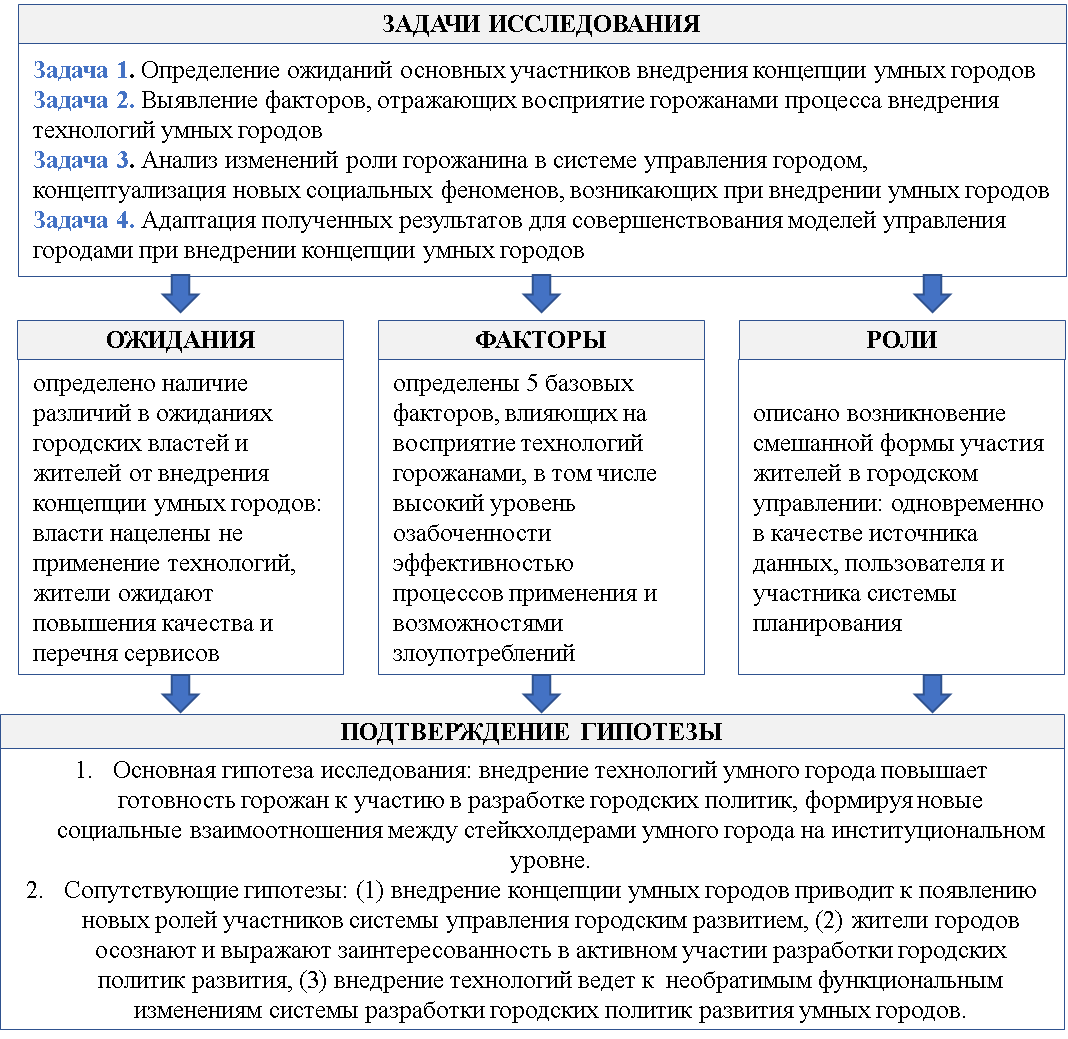 ЗАДАЧИ ИССЛЕДОВАНИЯ
Задача 1. Определение ожиданий основных участников внедрения концепции умных городов
Задача 2. Выявление факторов, отражающих восприятие горожанами процесса внедрения
технологий умных городов
Задача 3. Анализ изменений роли горожанина в системе управления городом,
концептуализация новых социальных феноменов, возникающих при внедрении умных городов
Задача 4. Адаптация полученных результатов для совершенствования моделей управления
городами при внедрении концепции умных городов
ОЖИДАНИЯ
определено наличие
различий в ожиданиях
городских властей и
жителей от внедрения
концепции умных городов:
власти нацелены не
применение технологий,
жители ожидают
повышения качества и
перечня сервисов
ФАКТОРЫ
определены 5 базовых
факторов, влияющих на
восприятие технологий
горожанами, в том числе
высокий уровень
озабоченности
эффективностью
процессов применения и
возможностями
злоупотреблений
РОЛИ
описано возникновение
смешанной формы участия
жителей в городском
управлении: одновременно
в качестве источника
данных, пользователя и
участника системы
планирования
ПОДТВЕРЖДЕНИЕ ГИПОТЕЗЫ
1. Основная гипотеза исследования: внедрение технологий умного города повышает
готовность горожан к участию в разработке городских политик, формируя новые
социальные взаимоотношения между стейкхолдерами умного города на институциональном
уровне.
2. Сопутствующие гипотезы: (1) внедрение концепции умных городов приводит к появлению
новых ролей участников системы управления городским развитием, (2) жители городов
осознают и выражают заинтересованность в активном участии разработки городских
политик развития, (3) внедрение технологий ведет к необратимым функциональным
изменениям системы разработки городских политик развития умных городов.